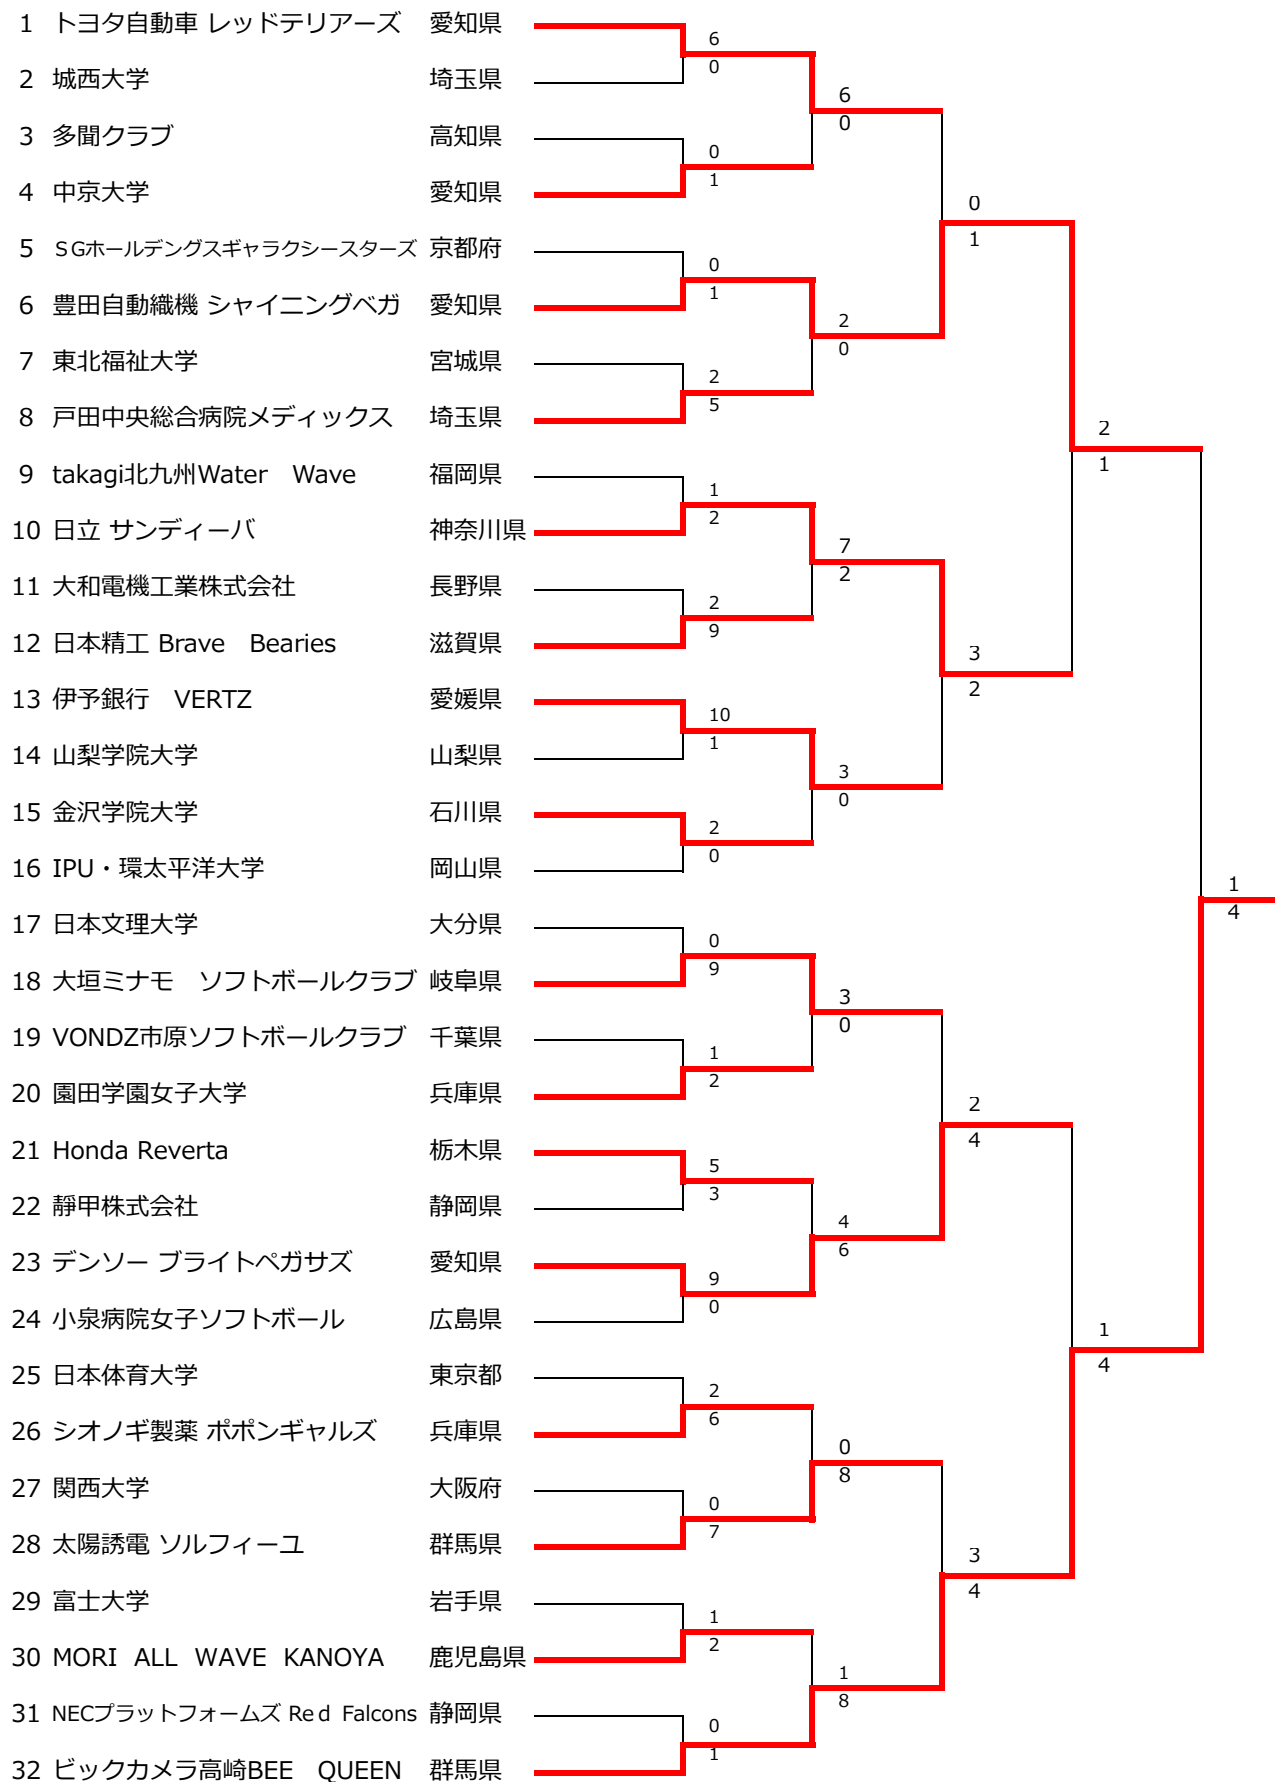 1 トヨタ自動車 レッドテリアーズ 愛知県
6
0
2 城西大学 埼玉県
6
0
3 多聞クラブ 高知県
0
1
4 中京大学 愛知県
0
1
5 ＳGホールデングスギャラクシースターズ 京都府
0
1
6 豊田自動織機 シャイニングベガ 愛知県
2
0
7 東北福祉大学 宮城県
2
5
8 戸田中央総合病院メディックス 埼玉県
2
1
9 takagi北九州Water　Wave 福岡県
1
2
10 日立 サンディーバ 神奈川県
7
2
11 大和電機工業株式会社 長野県
2
9
12 日本精工 Brave　Bearies 滋賀県
3
2
13 伊予銀行　VERTZ 愛媛県
10
1
14 山梨学院大学 山梨県
3
0
15 金沢学院大学 石川県
2
0
16 IPU・環太平洋大学 岡山県
1
4
17 日本文理大学 大分県
0
9
18 大垣ミナモ　ソフトボールクラブ 岐阜県
3
0
19 VONDZ市原ソフトボールクラブ 千葉県
1
2
20 園田学園女子大学 兵庫県
2
4
21 Honda Reverta 栃木県
5
3
22 靜甲株式会社 静岡県
4
6
23 デンソー ブライトペガサズ 愛知県
9
0
24 小泉病院女子ソフトボール 広島県
1
4
25 日本体育大学 東京都
2
6
26 シオノギ製薬 ポポンギャルズ 兵庫県
0
8
27 関西大学 大阪府
0
7
28 太陽誘電 ソルフィーユ 群馬県
3
4
29 富士大学 岩手県
1
2
30 MORI ALL WAVE KANOYA 鹿児島県
1
8
31 NECプラットフォームズ Red Falcons 静岡県
0
1
32 ビックカメラ高崎BEE　QUEEN 群馬県